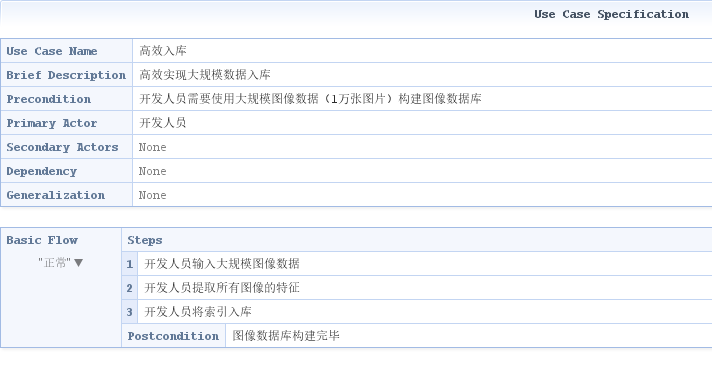 Use Case Specification
Use Case Name 高效入库
Brief Description 高效实现大规模数据入库
Precondition 开发人员需要使用大规模图像数据（1万张图片）构建图像数据库
Primary Actor 开发人员
Secondary Actors None
Dependency None
Generalization None
Basic Flow Steps
"正常"▼
1 开发人员输入大规模图像数据
2 开发人员提取所有图像的特征
3 开发人员将索引入库
Postcondition 图像数据库构建完毕